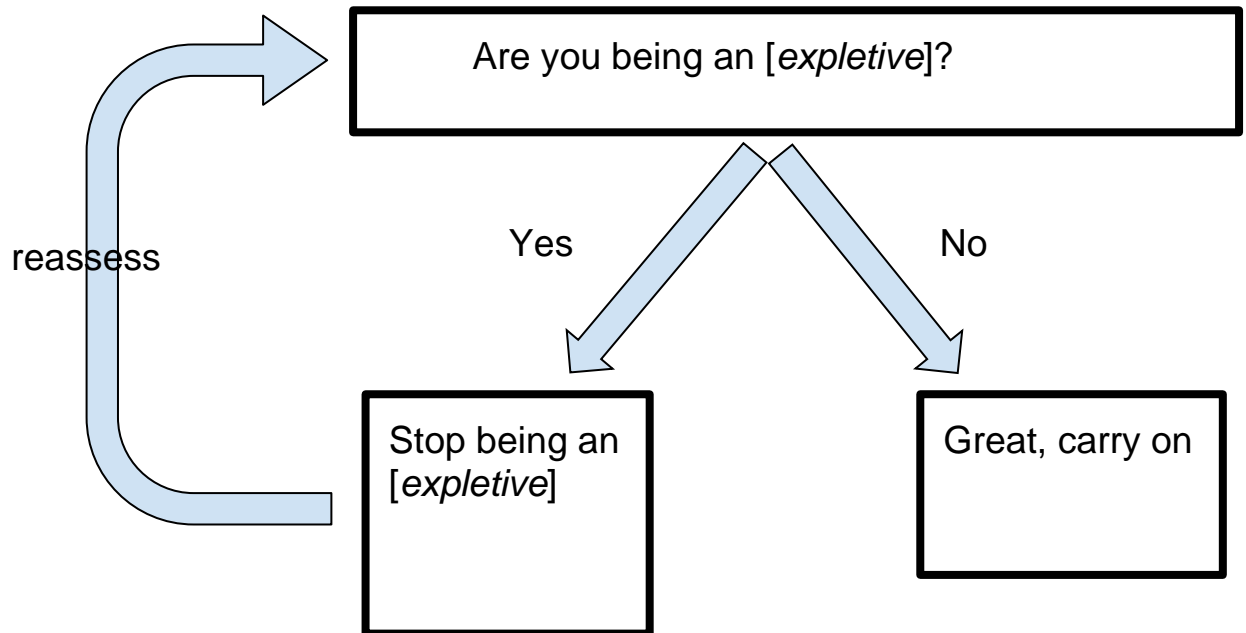 Are you being an [expletive]?
Yes
No
reassess
Stop being an
[expletive]
Great, carry on